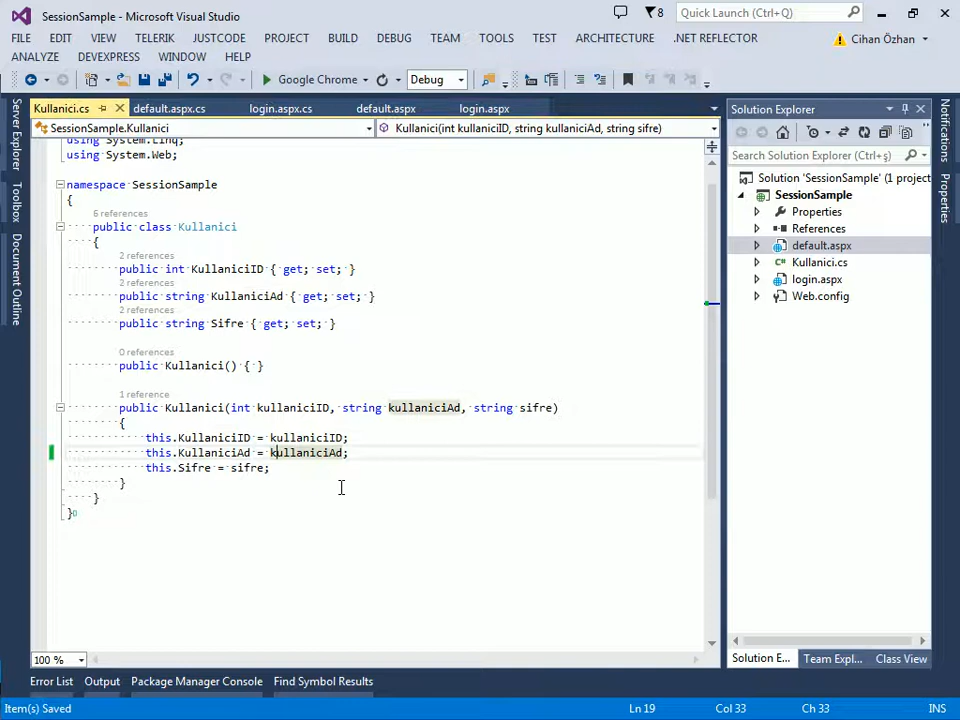 SessionSample - Microsoft Visual Studio
8
Quick Launch (Ctrl+Q)
FILE EDIT VIEW TELERIK JUSTCODE PROJECT BUILD DEBUG TEAM TOOLS TEST ARCHITECTURE .NET REFLECTOR
Cihan Özhan
ANALYZE DEVEXPRESS WINDOW HELP
Google Chrome
Debug
Kullanici.cs
default.aspx.cs
login.aspx.cs
default.aspx
login.aspx
SessionSample.Kullanici
Kullanici(int kullaniciID, string kullaniciAd, string sifre)
Server Explorer
Toolbox
Document Outline
using System.Linq;
using System.Web;
namespace SessionSample
{
6 references
public class Kullanici
{
2 references
public int KullaniciID { get; set; }
2 references
public string KullaniciAd { get; set; }
2 references
public string Sifre { get; set; }
0 references
public Kullanici() { }
1 reference
public Kullanici(int kullaniciID, string kullaniciAd, string sifre)
{
this.KullaniciID = kullaniciID;
this.KullaniciAd = kullaniciAd;
this.Sifre = sifre;
}
}
}
100 %
Solution Explorer
Search Solution Explorer (Ctrl+ş)
Solution 'SessionSample' (1 project
SessionSample
Properties
References
default.aspx
Kullanici.cs
login.aspx
Web.config
Solution E...
Team Expl...
Class View
Notifications
Properties
Error List
Output
Package Manager Console
Find Symbol Results
Item(s) Saved
Ln 19
Col 33
Ch 33
INS